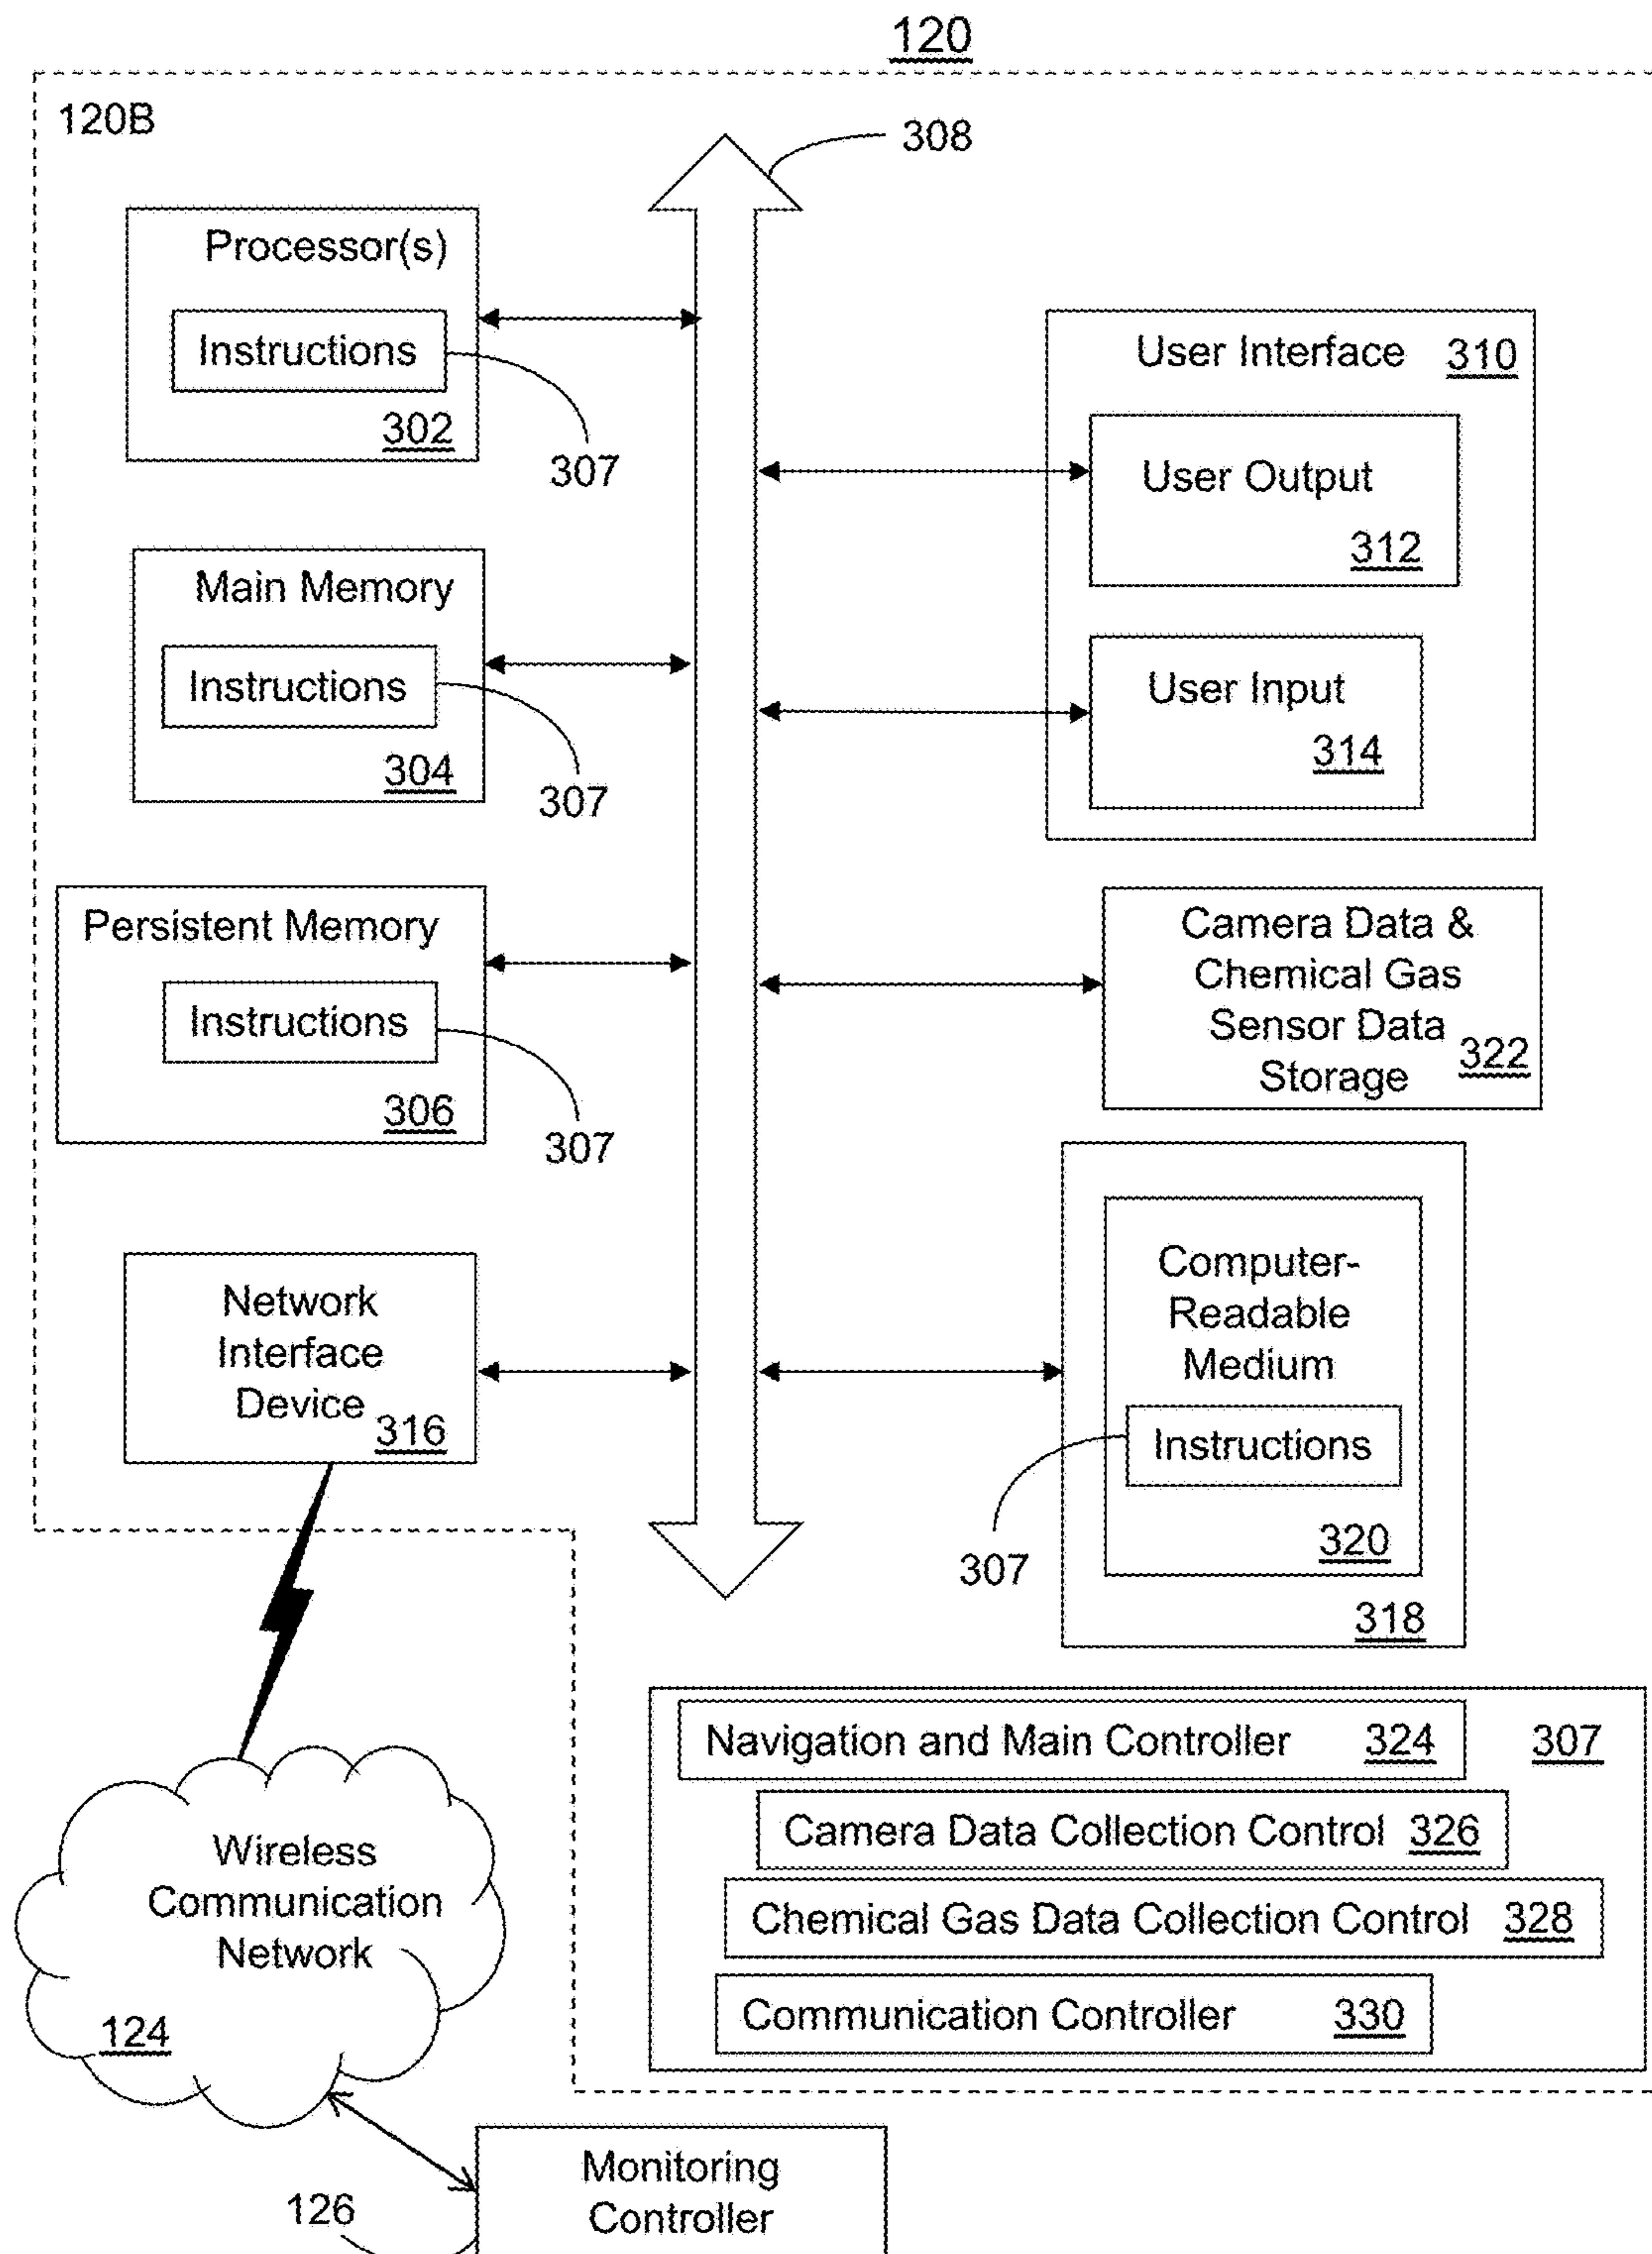 120
120B
308
Processor(s)
Instructions
302
307
User Interface 310
User Output
312
Main Memory
Instructions
304
307
User Input
314
Persistent Memory
Instructions
306
307
Camera Data &
Chemical Gas
Sensor Data
Storage
322
Network
Interface
Device
316
Computer-
Readable
Medium
Instructions
307
320
318
Navigation and Main Controller 324
307
Camera Data Collection Control 326
Chemical Gas Data Collection Control 328
Communication Controller 330
Wireless
Communication
Network
124
126
Monitoring
Controller